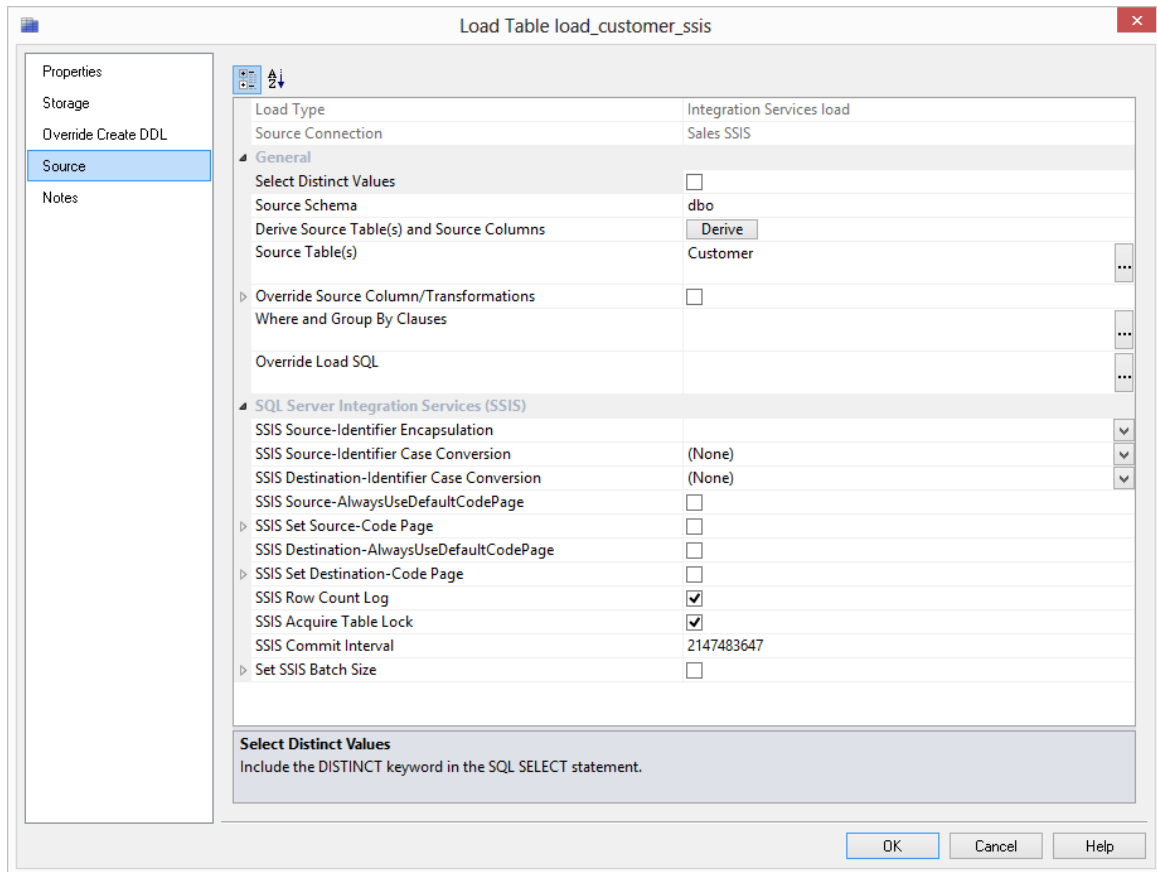 Load Table load_customer_ssis
Properties
Storage
Override Create DDL
Source
Notes
Load Type Integration Services load
Source Connection Sales SSIS
General
Select Distinct Values
Source Schema dbo
Derive Source Table(s) and Source Columns Derive
Source Table(s) Customer
...
Override Source Column/Transformations
Where and Group By Clauses
...
Override Load SQL
...
SQL Server Integration Services (SSIS)
SSIS Source-Identifier Encapsulation
SSIS Source-Identifier Case Conversion (None)
SSIS Destination-Identifier Case Conversion (None)
SSIS Source-AlwaysUseDefaultCodePage
SSIS Set Source-Code Page
SSIS Destination-AlwaysUseDefaultCodePage
SSIS Set Destination-Code Page
SSIS Row Count Log
SSIS Acquire Table Lock
SSIS Commit Interval 2147483647
Set SSIS Batch Size
Select Distinct Values
Include the DISTINCT keyword in the SQL SELECT statement.
OK Cancel Help